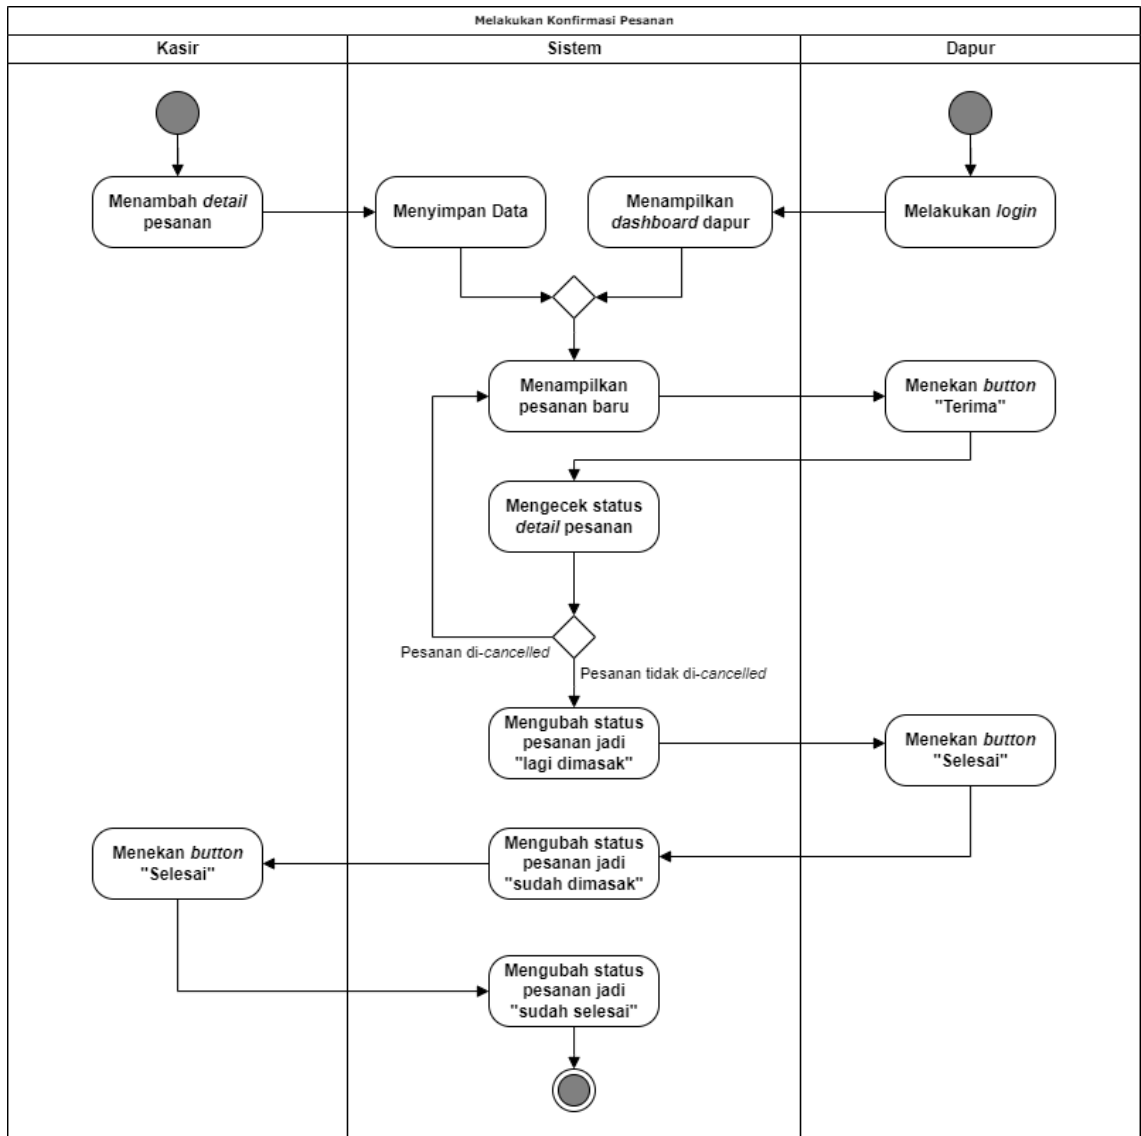 Melakukan Konfirmasi Pesanan
Kasir
Sistem
Dapur
Menambah detail
pesanan
Menyimpan Data
Menampilkan
dashboard dapur
Melakukan login
Menampilkan
pesanan baru
Menekan button
"Terima"
Mengecek status
detail pesanan
Pesanan di-cancelled
Pesanan tidak di-cancelled
Mengubah status
pesanan jadi
"lagi dimasak"
Menekan button
"Selesai"
Menekan button
"Selesai"
Mengubah status
pesanan jadi
"sudah dimasak"
Mengubah status
pesanan jadi
"sudah selesai"